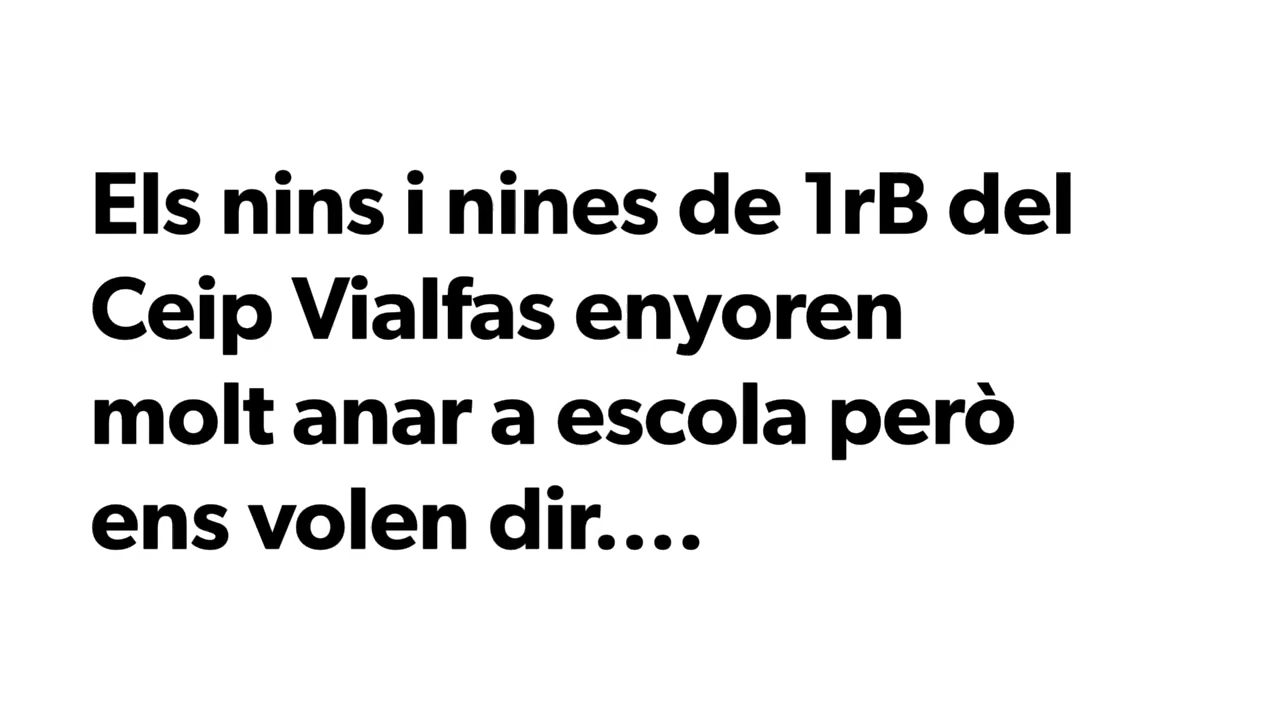 Els nins i nines de 1rB del
Ceip Vialfas enyoren
molt anar a escola però
ens volen dir....